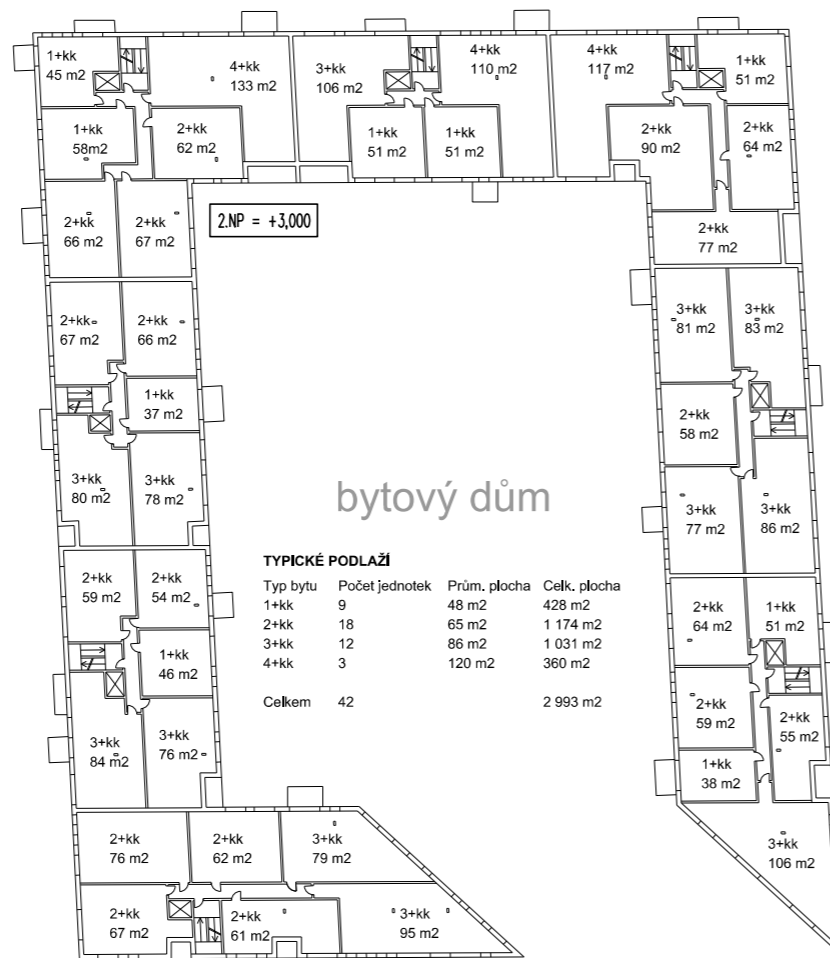 1+kk
45 m2
4+kk
133 m2
3+kk
106 m2
4+kk
110 m2
4+kk
117 m2
1+kk
51 m2
1+kk
58m2
2+kk
62 m2
1+kk
51 m2
1+kk
51 m2
2+kk
90 m2
2+kk
64 m2
2+kk
66 m2
2+kk
67 m2
2.NP = +3,000
2+kk
77 m2
2+kk
67 m2
2+kk
66 m2
3+kk
81 m2
3+kk
83 m2
1+kk
37 m2
2+kk
58 m2
3+kk
80 m2
3+kk
78 m2
bytový dům
3+kk
77 m2
3+kk
86 m2
TYPICKÉ PODLAŽÍ
Typ bytu Počet jednotek Prům. plocha Celk. plocha
1+kk 9 48 m2 428 m2
2+kk 18 65 m2 1 174 m2
3+kk 12 86 m2 1 031 m2
4+kk 3 120 m2 360 m2
Celkem 42 2 993 m2
2+kk
59 m2
2+kk
54 m2
2+kk
64 m2
1+kk
51 m2
1+kk
46 m2
2+kk
59 m2
2+kk
55 m2
3+kk
84 m2
3+kk
76 m2
1+kk
38 m2
2+kk
76 m2
2+kk
62 m2
3+kk
79 m2
3+kk
106 m2
2+kk
67 m2
2+kk
61 m2
3+kk
95 m2